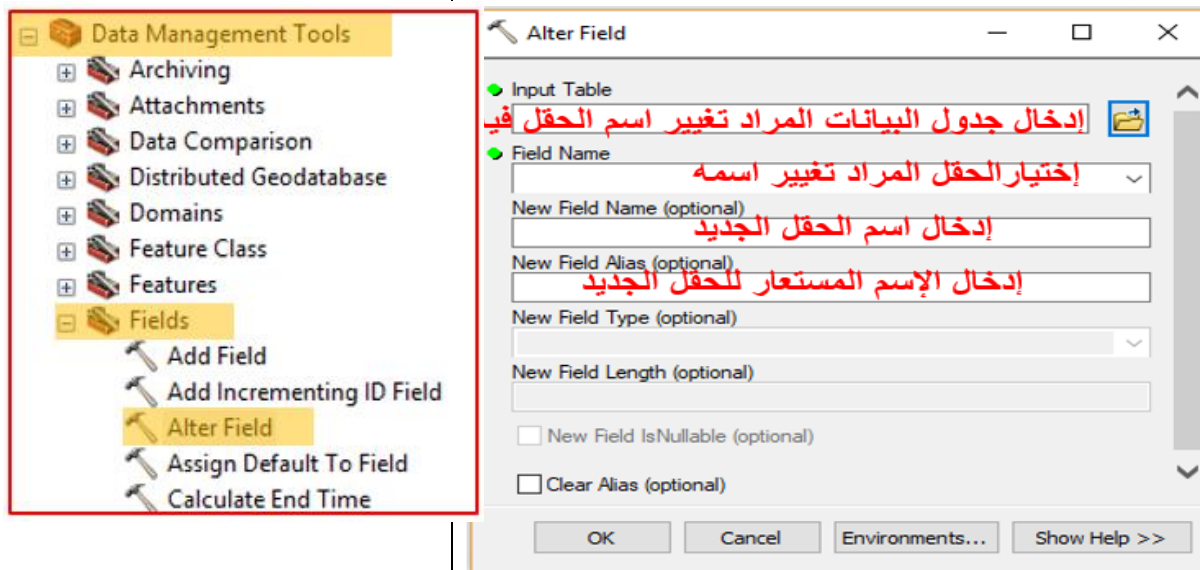 Data Management Tools
Archiving
Attachments
Data Comparison
Distributed Geodatabase
Domains
Feature Class
Features
Fields
Add Field
Add Incrementing ID Field
Alter Field
Assign Default To Field
Calculate End Time
Alter Field
Input Table
إدخال جدول البيانات المراد تغيير اسم الحقل في
Field Name
إختيارالحقل المراد تغيير اسمه
New Field Name (optional)
إدخال اسم الحقل الجديد
New Field Alias (optional)
إدخال الإسم المستعار للحقل الجديد
New Field Type (optional)
New Field Length (optional)
New Field IsNullable (optional)
Clear Alias (optional)
OK Cancel Environments... Show Help >>